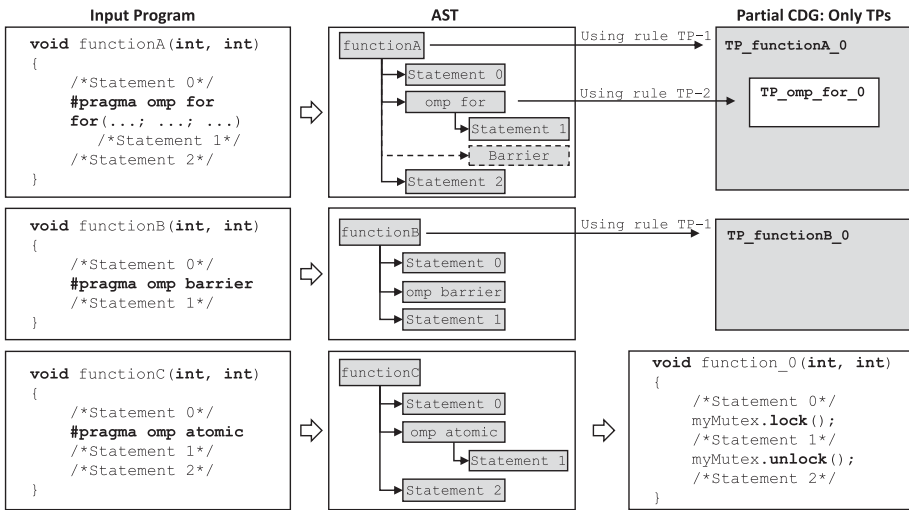 Input Program
AST
Partial CDG: Only TPs
void functionA(int, int)
{
/*Statement 0*/
#pragma omp for
for(...; ...; ...)
/*Statement 1*/
/*Statement 2*/
}
functionA
Statement 0
omp for
Statement 1
Barrier
Statement 2
Using rule TP-1
Using rule TP-2
TP_functionA_0
TP_omp_for_0
void functionB(int, int)
{
/*Statement 0*/
#pragma omp barrier
/*Statement 1*/
}
functionB
Statement 0
omp barrier
Statement 1
Using rule TP-1
TP_functionB_0
void functionC(int, int)
{
/*Statement 0*/
#pragma omp atomic
/*Statement 1*/
/*Statement 2*/
}
functionC
Statement 0
omp atomic
Statement 1
Statement 2
void function_0(int, int)
{
/*Statement 0*/
myMutex.lock();
/*Statement 1*/
myMutex.unlock();
/*Statement 2*/
}